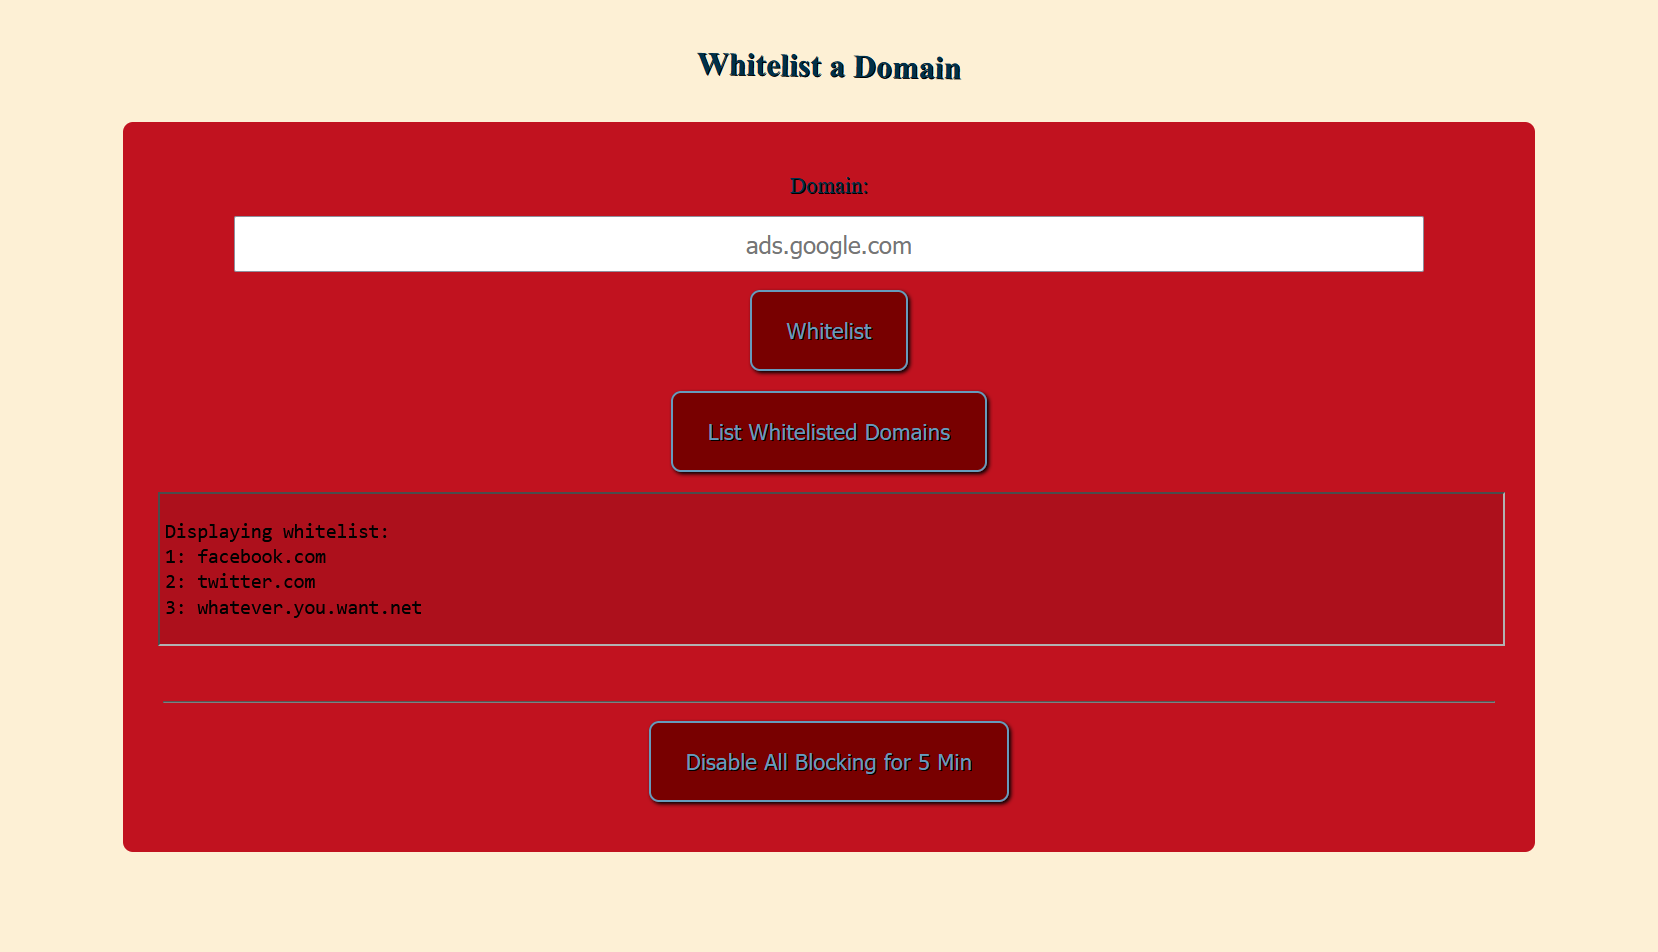 Whitelist a Domain
Domain:
ads.google.com
Whitelist
List Whitelisted Domains
Displaying whitelist:
1: facebook.com
2: twitter.com
3: whatever.you.want.net
Disable All Blocking for 5 Min